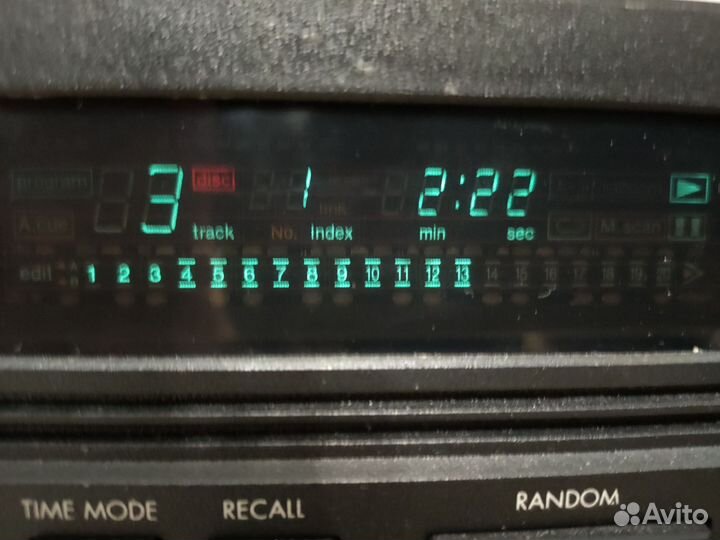 program 3 disc 1 2:22
A.cue track No. index min sec C M.scan
edit A B 1 2 3 4 5 6 7 8 9 10 11 12 13 14 15 16 17 18 19 20
TIME MODE RECALL RANDOM
Avito